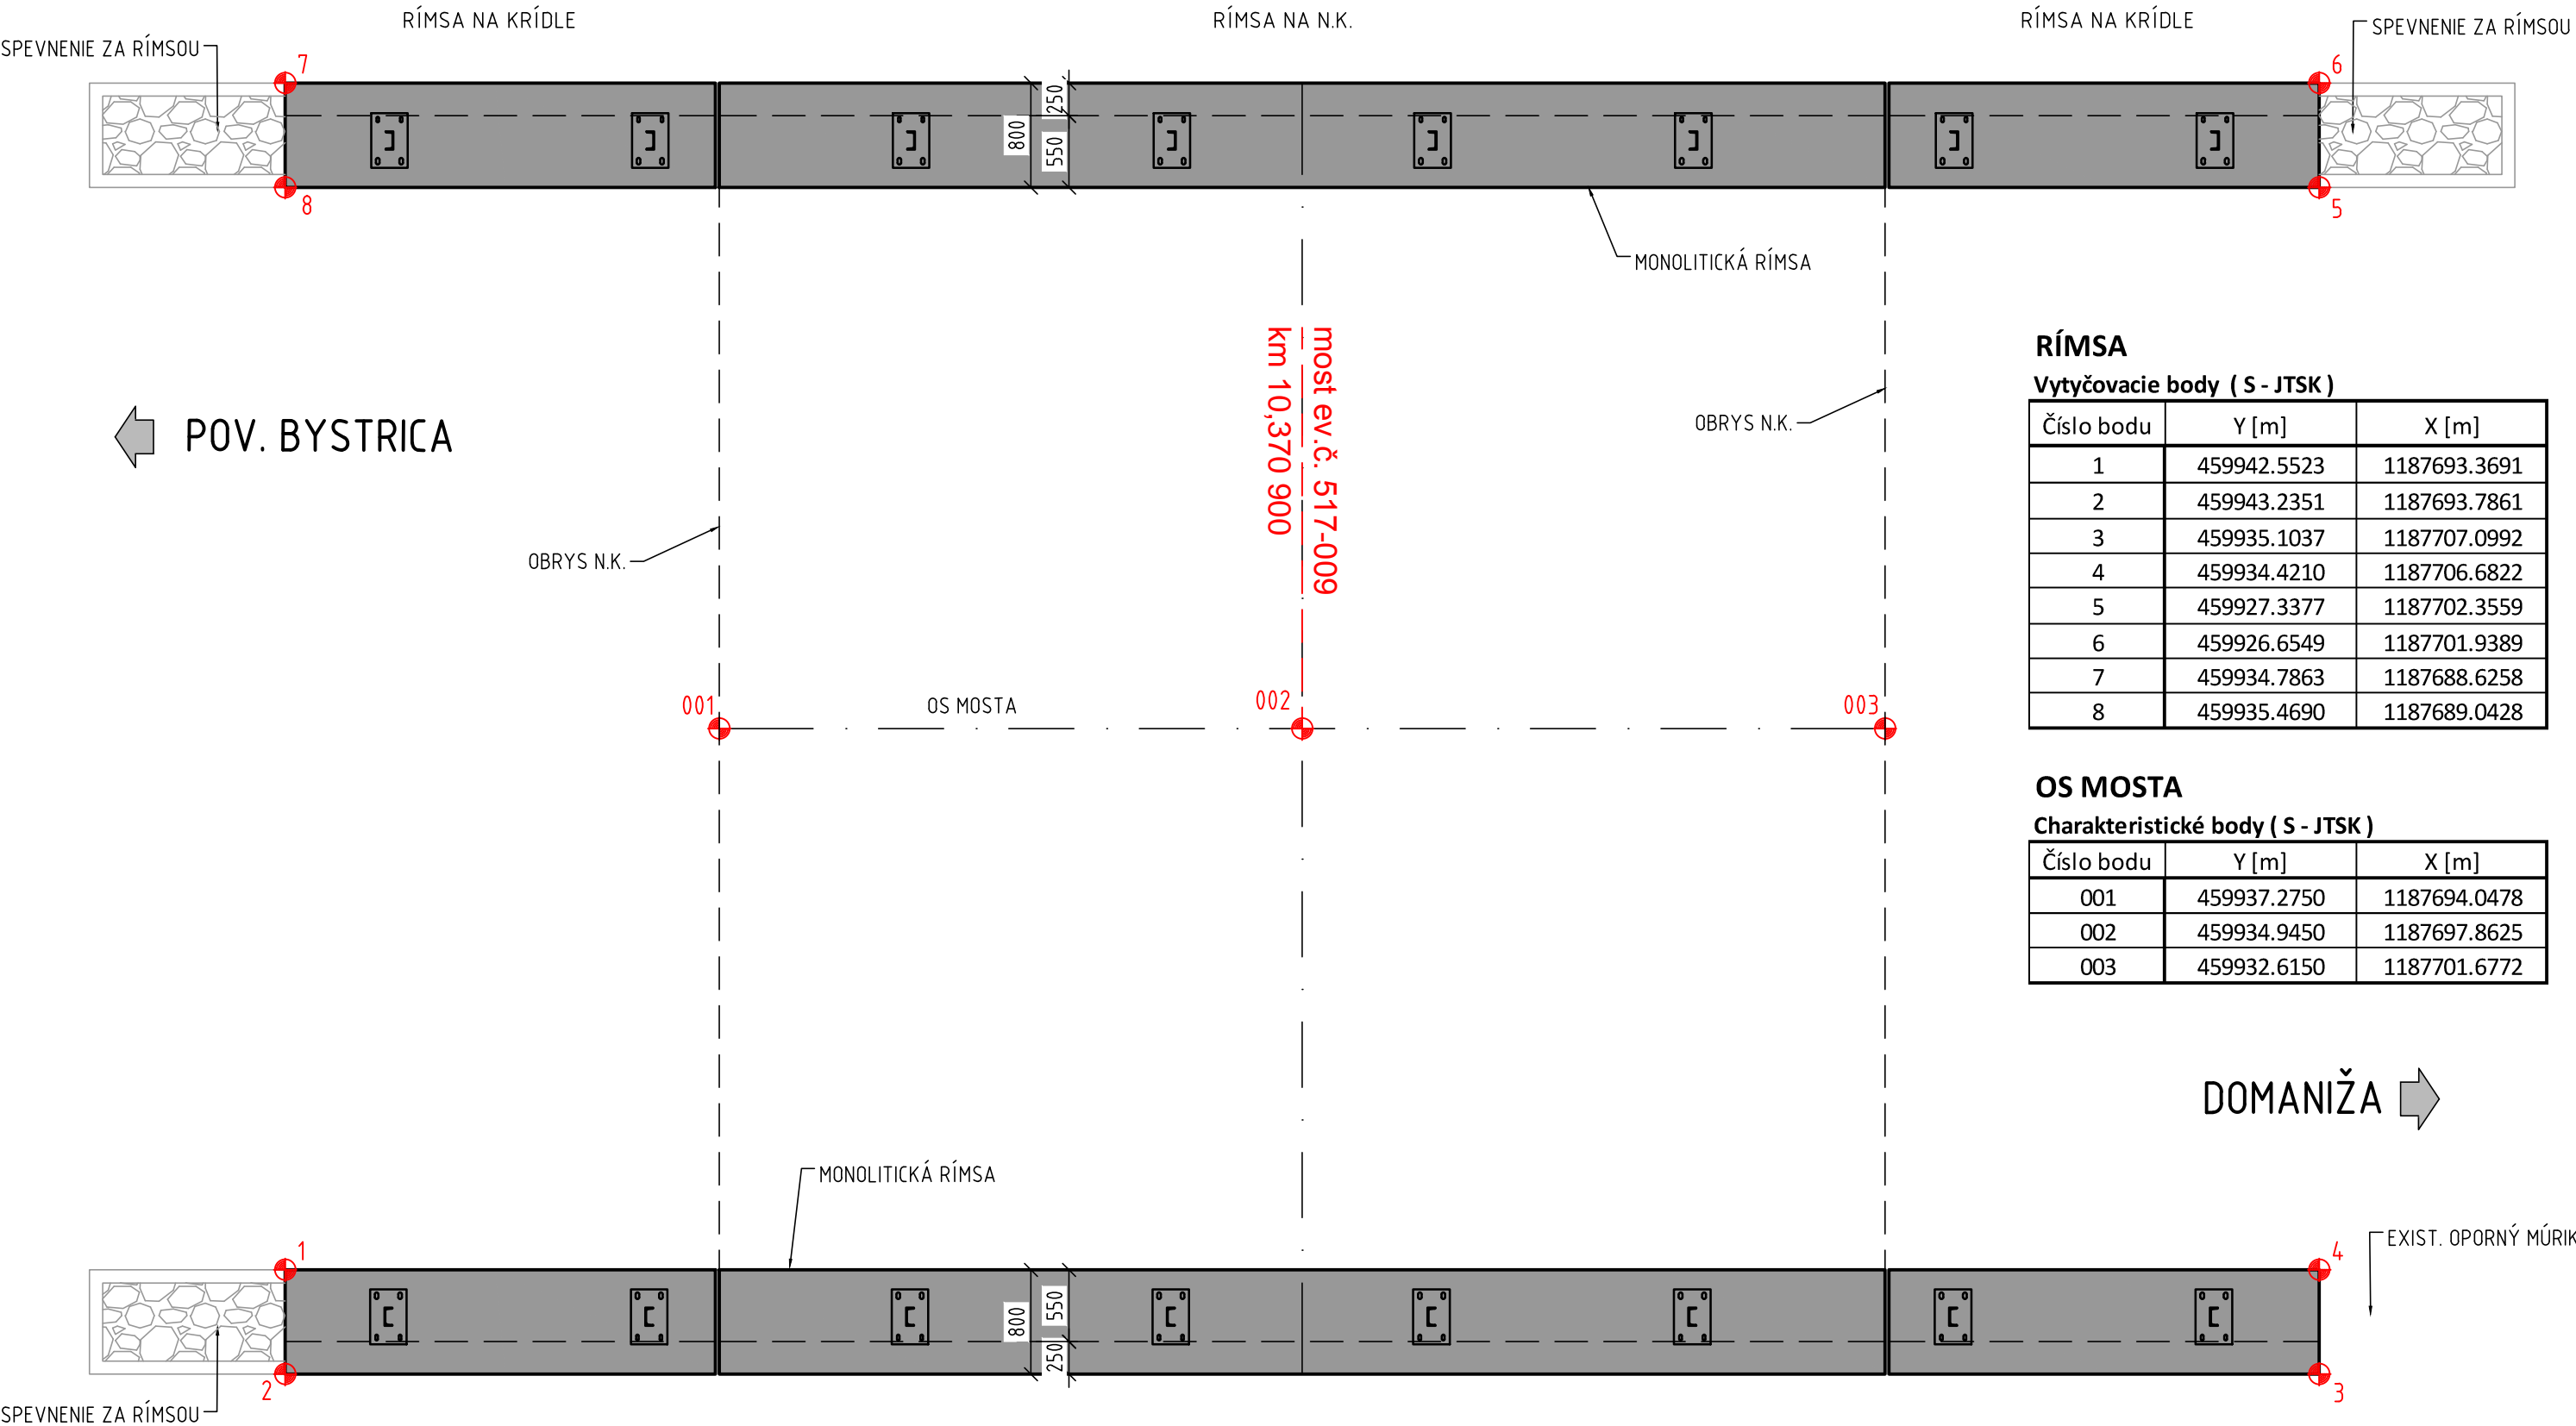 RÍMSA NA KRÍDLE
RÍMSA NA N.K.
RÍMSA NA KRÍDLE
SPEVNENIE ZA RÍMSOU
SPEVNENIE ZA RÍMSOU
7
6
250
800
550
8
5
MONOLITICKÁ RÍMSA
most ev.č. 517-009
km 10,370 900
POV. BYSTRICA
OBRYS N.K.
OBRYS N.K.
001
OS MOSTA
002
003
RÍMSA
Vytyčovacie body ( S - JTSK )
Číslo bodu Y [m] X [m]
1 459942.5523 1187693.3691
2 459943.2351 1187693.7861
3 459935.1037 1187707.0992
4 459934.4210 1187706.6822
5 459927.3377 1187702.3559
6 459926.6549 1187701.9389
7 459934.7863 1187688.6258
8 459935.4690 1187689.0428
OS MOSTA
Charakteristické body ( S - JTSK )
Číslo bodu Y [m] X [m]
001 459937.2750 1187694.0478
002 459934.9450 1187697.8625
003 459932.6150 1187701.6772
DOMANIŽA
MONOLITICKÁ RÍMSA
EXIST. OPORNÝ MÚRIK
1
4
550
800
250
2
3
SPEVNENIE ZA RÍMSOU